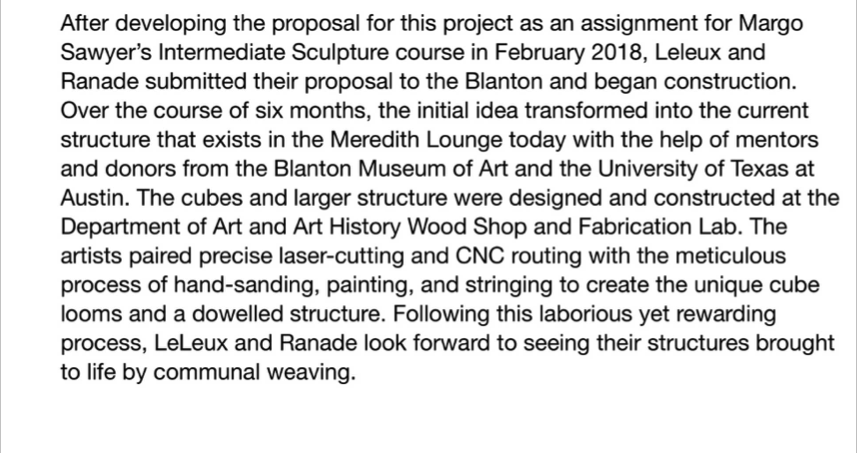 After developing the proposal for this project as an assignment for Margo
Sawyer’s Intermediate Sculpture course in February 2018, Leleux and
Ranade submitted their proposal to the Blanton and began construction.
Over the course of six months, the initial idea transformed into the current
structure that exists in the Meredith Lounge today with the help of mentors
and donors from the Blanton Museum of Art and the University of Texas at
Austin. The cubes and larger structure were designed and constructed at the
Department of Art and Art History Wood Shop and Fabrication Lab. The
artists paired precise laser-cutting and CNC routing with the meticulous
process of hand-sanding, painting, and stringing to create the unique cube
looms and a dowelled structure. Following this laborious yet rewarding
process, LeLeux and Ranade look forward to seeing their structures brought
to life by communal weaving.